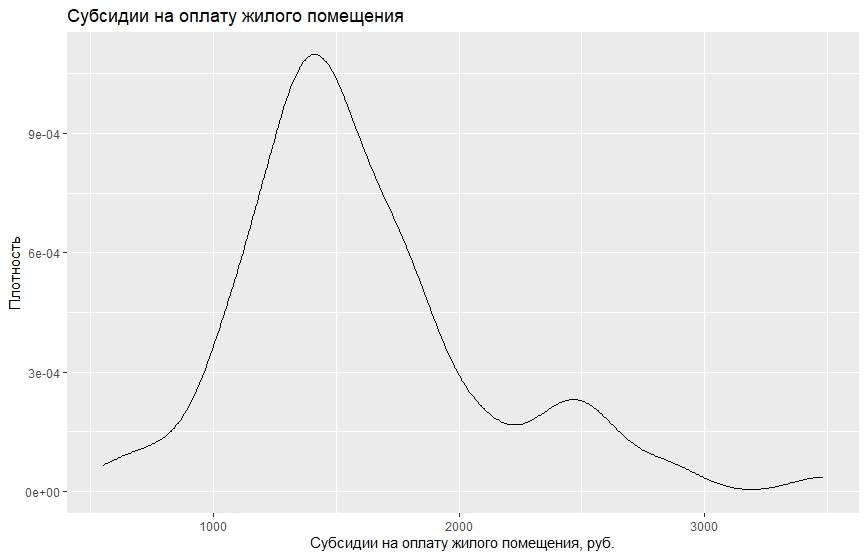 Субсидии на оплату жилого помещения
9e-04
6e-04
3e-04
0e+00
Плотность
1000
2000
3000
Субсидии на оплату жилого помещения, руб.